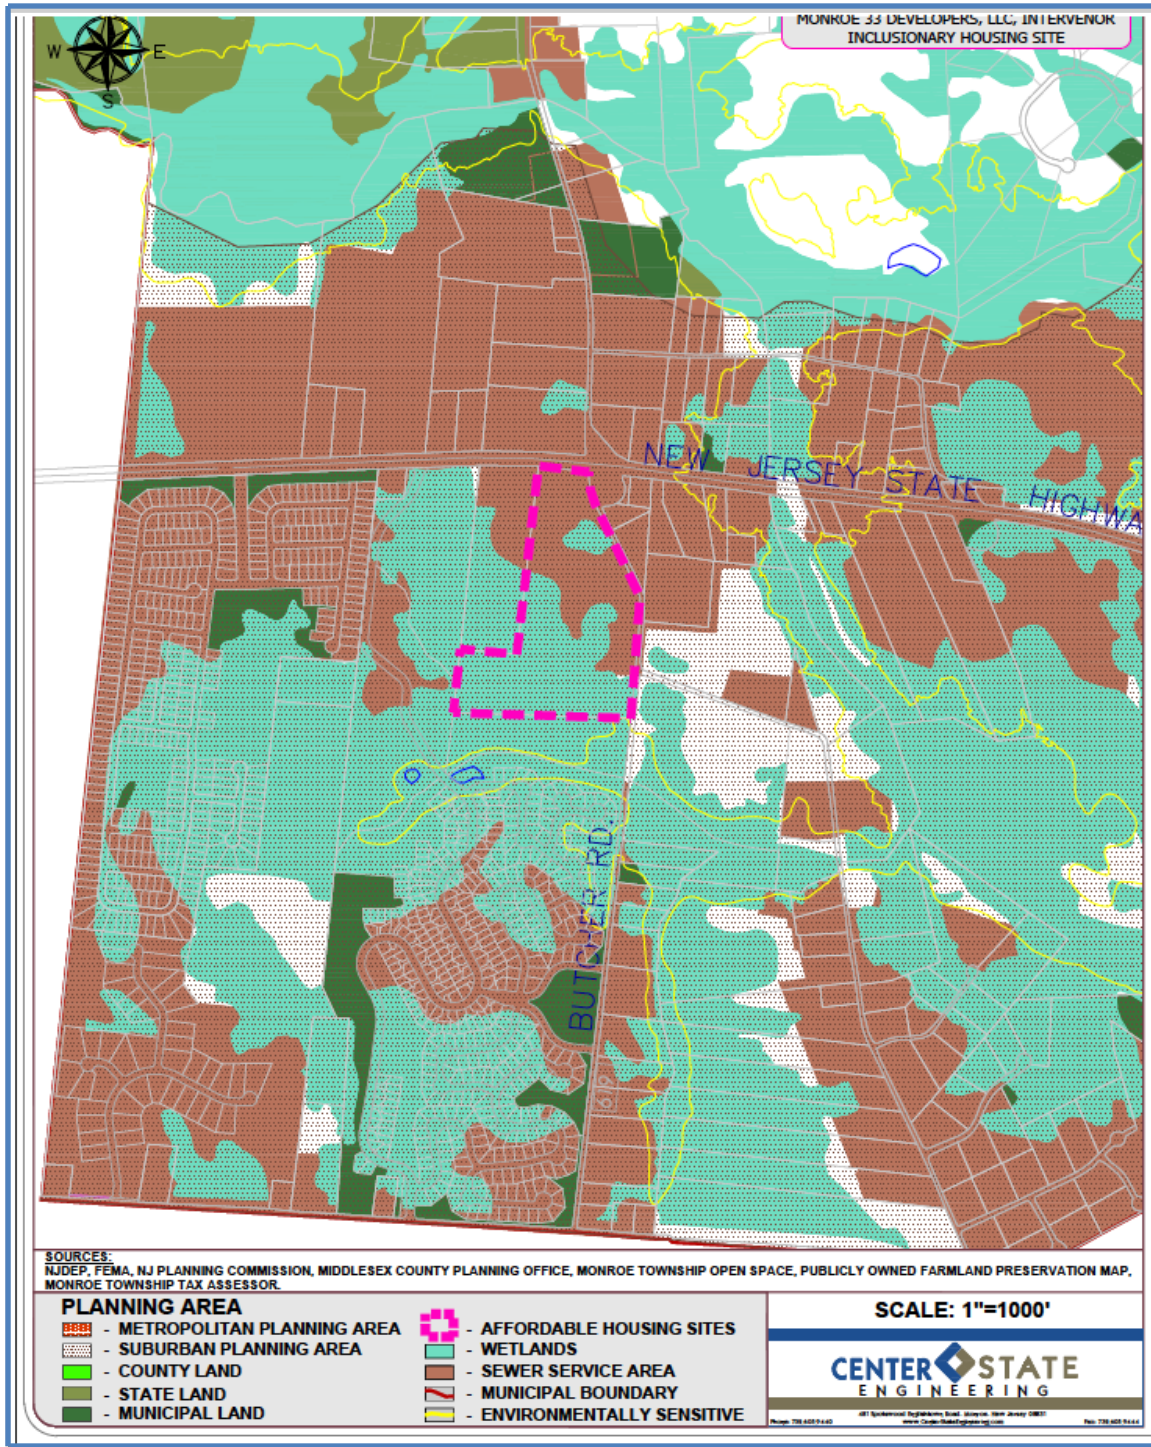 MONROE 33 DEVELOPERS, LLC, INTERVENOR
INCLUSIONARY HOUSING SITE
W E
S
NEW JERSEY STATE HIGHWA
BUTCHER RD.
SOURCES:
NJDEP, FEMA, NJ PLANNING COMMISSION, MIDDLESEX COUNTY PLANNING OFFICE, MONROE TOWNSHIP OPEN SPACE, PUBLICLY OWNED FARMLAND PRESERVATION MAP,
MONROE TOWNSHIP TAX ASSESSOR.
PLANNING AREA
- METROPOLITAN PLANNING AREA
- SUBURBAN PLANNING AREA
- COUNTY LAND
- STATE LAND
- MUNICIPAL LAND
- AFFORDABLE HOUSING SITES
- WETLANDS
- SEWER SERVICE AREA
- MUNICIPAL BOUNDARY
- ENVIRONMENTALLY SENSITIVE
SCALE: 1"=1000'
CENTER STATE
ENGINEERING